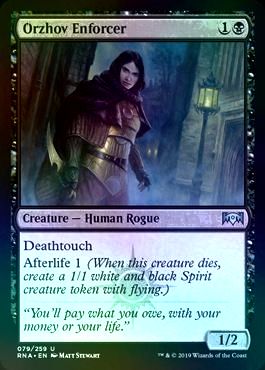 Orzhov Enforcer 1
Creature — Human Rogue
Deathtouch
Afterlife 1 (When this creature dies,
create a 1/1 white and black Spirit
creature token with flying.)
“You’ll pay what you owe, with your
money or your life.”
1/2
079/259 U
RNA • EN Matt Stewart
™ & © 2019 Wizards of the Coast